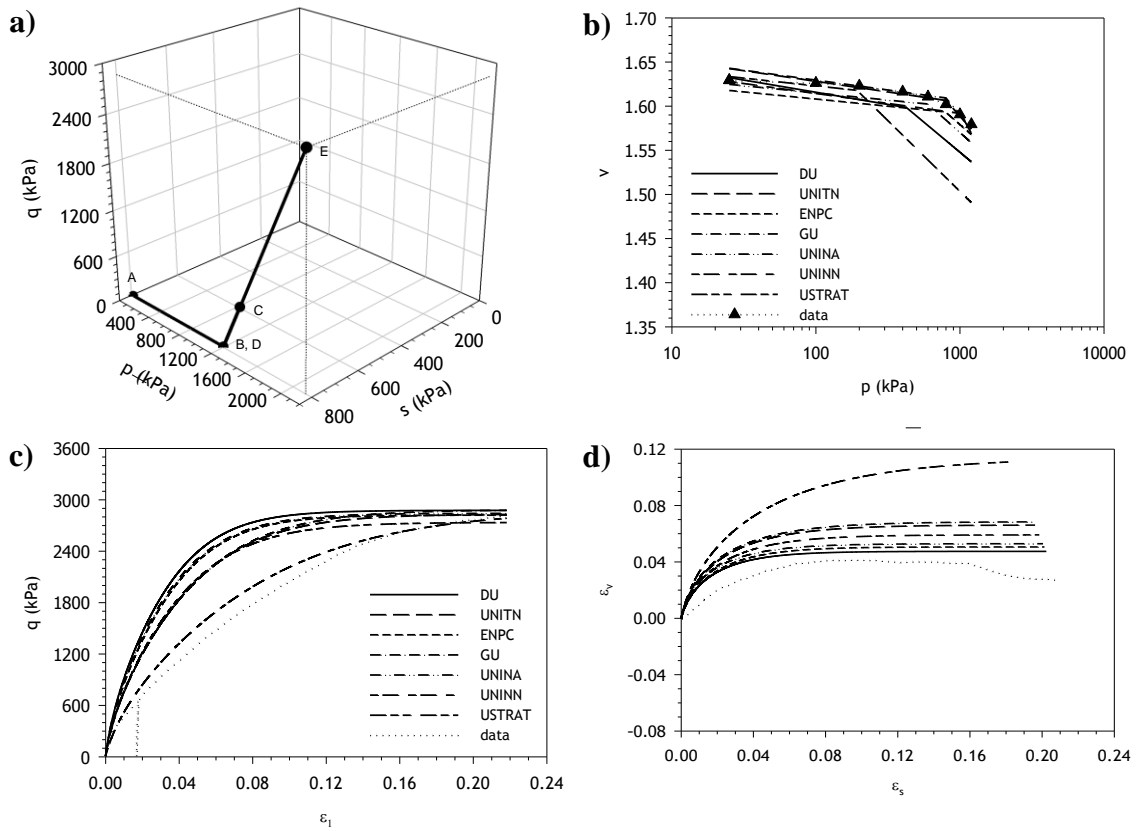 a)
3000
2400
1800
1200
600
0
q (kPa)
A
B, D
C
E
400
800
1200
1600
2000
p (kPa)
800
600
400
200
0
s (kPa)
b)
1.70
1.65
1.60
1.55
1.50
1.45
1.40
1.35
v
DU
UNITN
ENPC
GU
UNINA
UNINN
USTRAT
data
10
100
1000
10000
p (kPa)
c)
3600
3000
2400
1800
1200
600
0
q (kPa)
DU
UNITN
ENPC
GU
UNINA
UNINN
USTRAT
data
0.00
0.04
0.08
0.12
0.16
0.20
0.24
ε1
d)
0.12
0.08
0.04
0.00
-0.04
-0.08
εv
0.00
0.04
0.08
0.12
0.16
0.20
0.24
εs